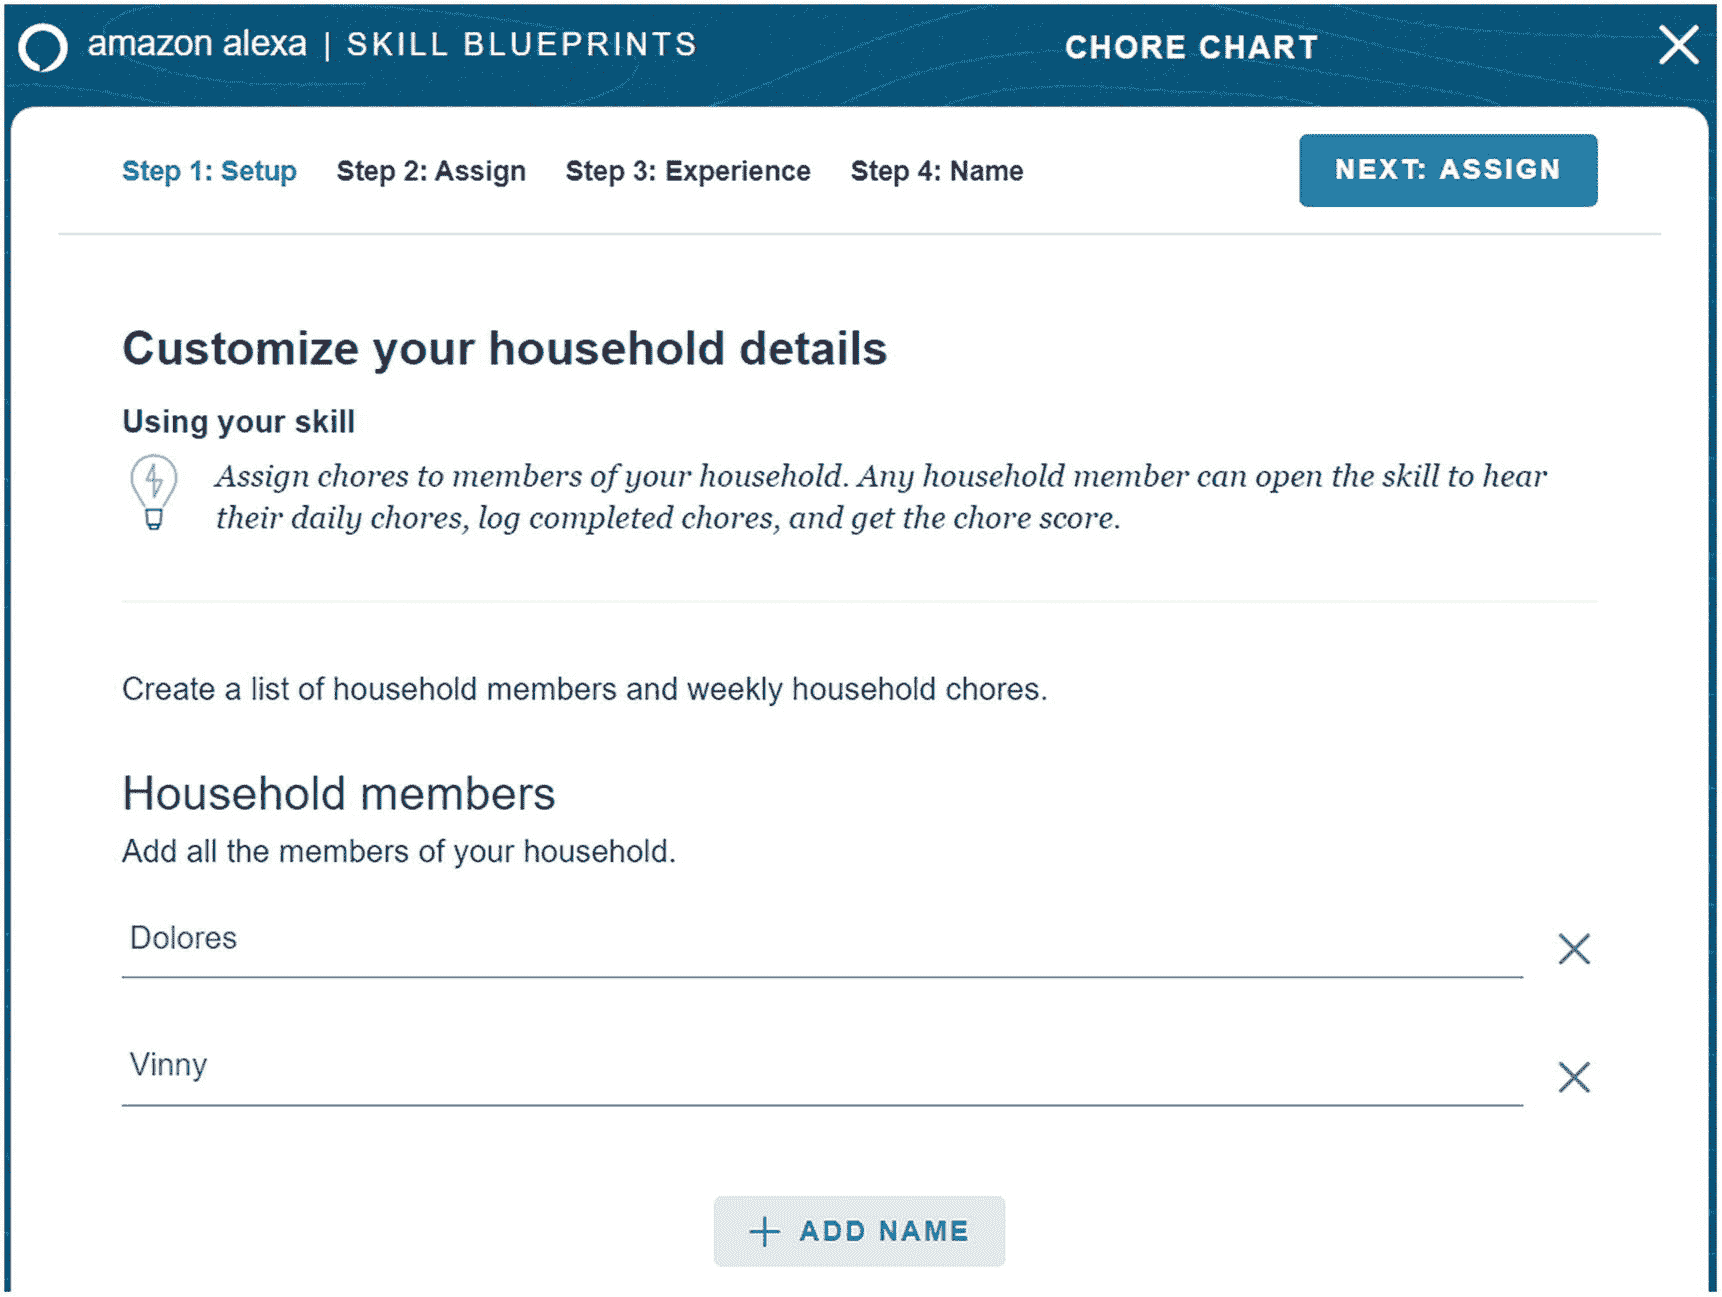 amazon alexa | SKILL BLUEPRINTS CHORE CHART
Step 1: Setup Step 2: Assign Step 3: Experience Step 4: Name NEXT: ASSIGN
Customize your household details
Using your skill
Assign chores to members of your household. Any household member can open the skill to hear
their daily chores, log completed chores, and get the chore score.
Create a list of household members and weekly household chores.
Household members
Add all the members of your household.
Dolores
Vinny
+ ADD NAME